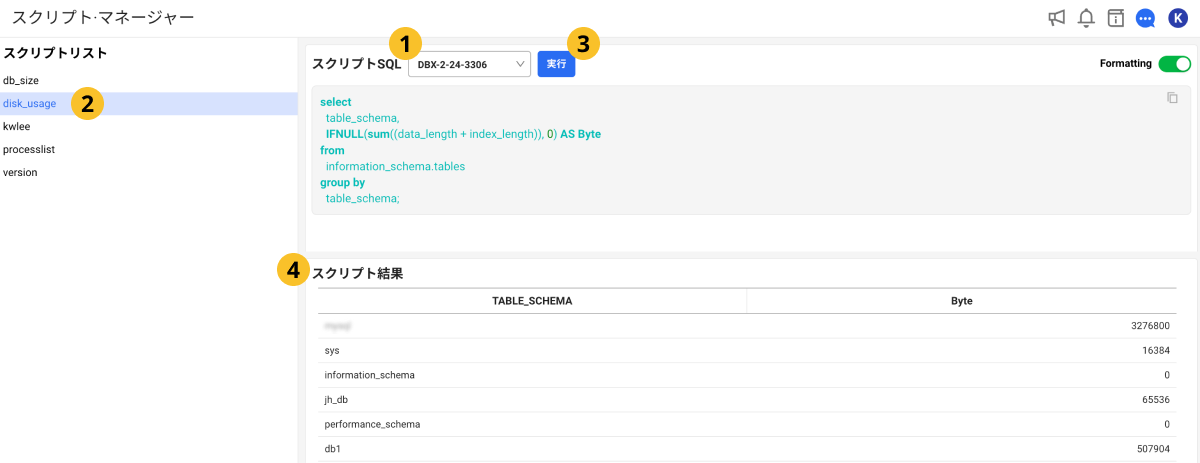 スクリプト·マネージャー
K
スクリプトリスト
db_size
disk_usage
2
kwlee
processlist
version
1
3
スクリプトSQL
DBX-2-24-3306
実行
Formatting
select
table_schema,
IFNULL(sum((data_length + index_length)), 0) AS Byte
from
information_schema.tables
group by
table_schema;
4
スクリプト結果
TABLE_SCHEMA Byte
3276800
sys 16384
information_schema 0
jh_db 65536
performance_schema 0
db1 507904